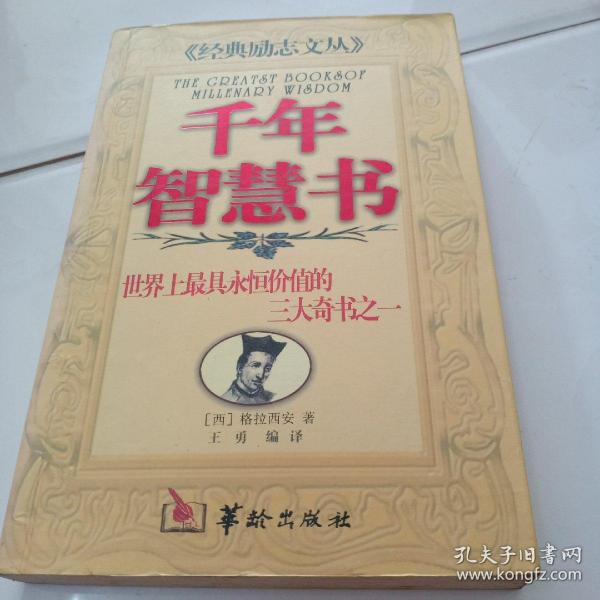 《经典励志文丛》
THE GREATST BOOKSOF
MILLENARY WISDOM
千年
智慧书
世界上最具永恒价值的
三大奇书之一
［西］格拉西安 著
王勇 编译
华龄出版社
孔夫子旧书网
www.kongfz.com